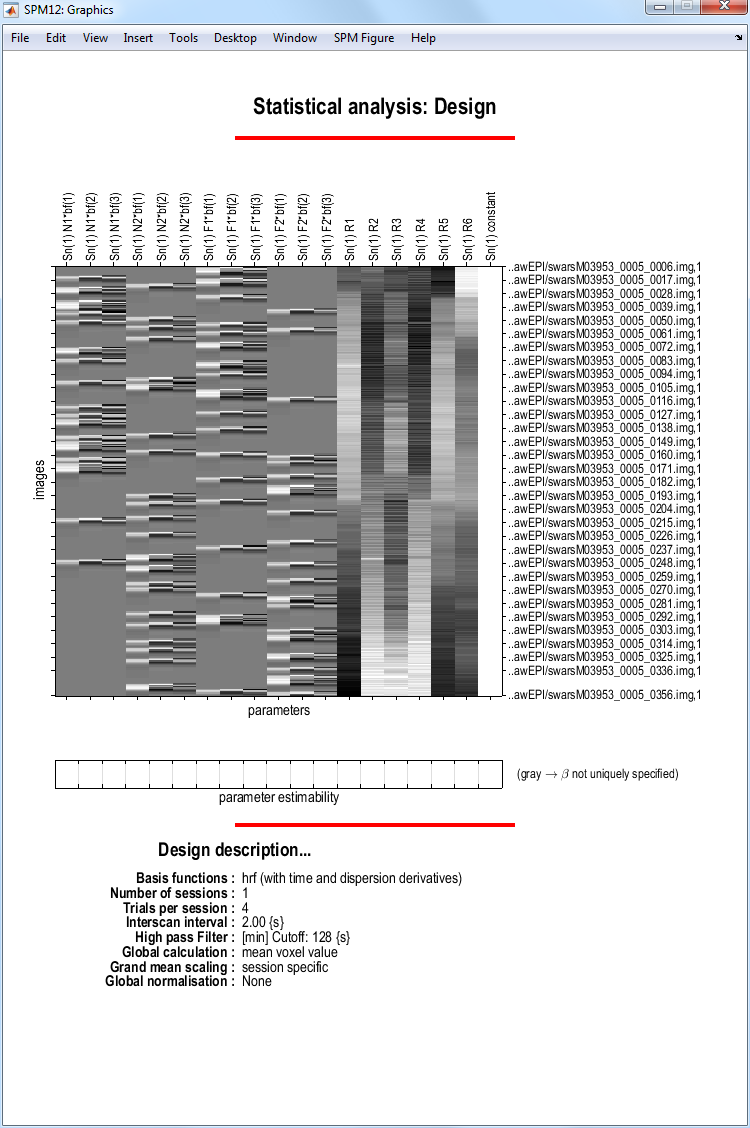 SPM12: Graphics
File Edit View Insert Tools Desktop Window SPM Figure Help
Statistical analysis: Design
Sn(1) N1*bf(1)
Sn(1) N1*bf(2)
Sn(1) N1*bf(3)
Sn(1) N2*bf(1)
Sn(1) N2*bf(2)
Sn(1) N2*bf(3)
Sn(1) F1*bf(1)
Sn(1) F1*bf(2)
Sn(1) F1*bf(3)
Sn(1) F2*bf(1)
Sn(1) F2*bf(2)
Sn(1) F2*bf(3)
Sn(1) R1
Sn(1) R2
Sn(1) R3
Sn(1) R4
Sn(1) R5
Sn(1) R6
Sn(1) constant
images
..awEPI/swarsM03953_0005_0006.img,1
..awEPI/swarsM03953_0005_0017.img,1
..awEPI/swarsM03953_0005_0028.img,1
..awEPI/swarsM03953_0005_0039.img,1
..awEPI/swarsM03953_0005_0050.img,1
..awEPI/swarsM03953_0005_0061.img,1
..awEPI/swarsM03953_0005_0072.img,1
..awEPI/swarsM03953_0005_0083.img,1
..awEPI/swarsM03953_0005_0094.img,1
..awEPI/swarsM03953_0005_0105.img,1
..awEPI/swarsM03953_0005_0116.img,1
..awEPI/swarsM03953_0005_0127.img,1
..awEPI/swarsM03953_0005_0138.img,1
..awEPI/swarsM03953_0005_0149.img,1
..awEPI/swarsM03953_0005_0160.img,1
..awEPI/swarsM03953_0005_0171.img,1
..awEPI/swarsM03953_0005_0182.img,1
..awEPI/swarsM03953_0005_0193.img,1
..awEPI/swarsM03953_0005_0204.img,1
..awEPI/swarsM03953_0005_0215.img,1
..awEPI/swarsM03953_0005_0226.img,1
..awEPI/swarsM03953_0005_0237.img,1
..awEPI/swarsM03953_0005_0248.img,1
..awEPI/swarsM03953_0005_0259.img,1
..awEPI/swarsM03953_0005_0270.img,1
..awEPI/swarsM03953_0005_0281.img,1
..awEPI/swarsM03953_0005_0292.img,1
..awEPI/swarsM03953_0005_0303.img,1
..awEPI/swarsM03953_0005_0314.img,1
..awEPI/swarsM03953_0005_0325.img,1
..awEPI/swarsM03953_0005_0336.img,1
..awEPI/swarsM03953_0005_0356.img,1
parameters
(gray → β not uniquely specified)
parameter estimability
Design description...
Basis functions : hrf (with time and dispersion derivatives)
Number of sessions : 1
Trials per session : 4
Interscan interval : 2.00 {s}
High pass Filter : [min] Cutoff: 128 {s}
Global calculation : mean voxel value
Grand mean scaling : session specific
Global normalisation : None